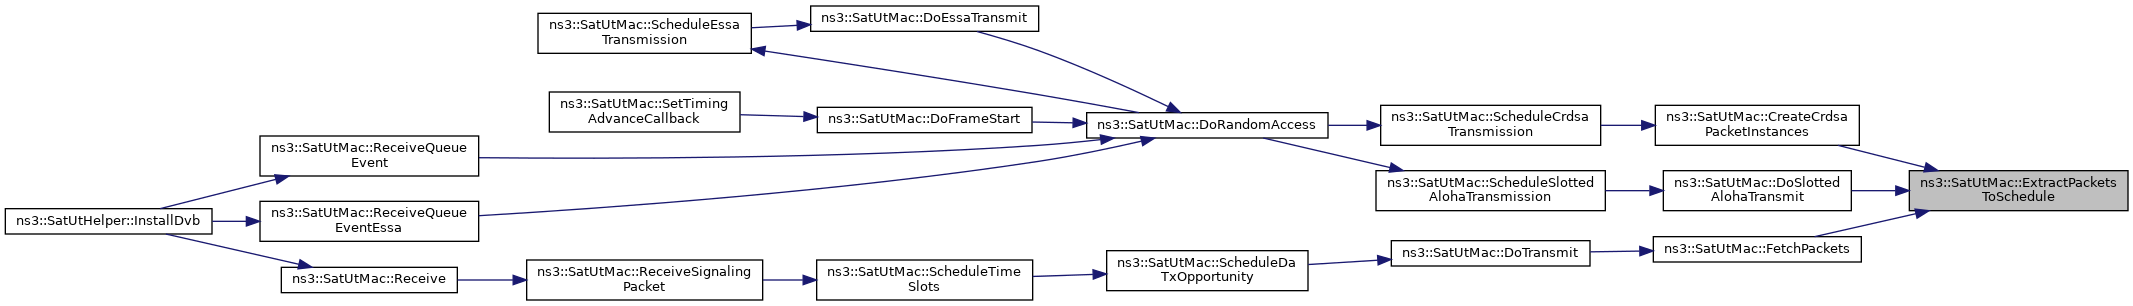 ns3::SatUtMac::ScheduleEssa
Transmission
ns3::SatUtMac::DoEssaTransmit
ns3::SatUtMac::SetTiming
AdvanceCallback
ns3::SatUtMac::DoFrameStart
ns3::SatUtMac::DoRandomAccess
ns3::SatUtMac::ScheduleCrdsa
Transmission
ns3::SatUtMac::CreateCrdsa
PacketInstances
ns3::SatUtMac::ReceiveQueue
Event
ns3::SatUtMac::ScheduleSlotted
AlohaTransmission
ns3::SatUtMac::DoSlotted
AlohaTransmit
ns3::SatUtMac::ExtractPackets
ToSchedule
ns3::SatUtHelper::InstallDvb
ns3::SatUtMac::ReceiveQueue
EventEssa
ns3::SatUtMac::Receive
ns3::SatUtMac::ReceiveSignaling
Packet
ns3::SatUtMac::ScheduleTime
Slots
ns3::SatUtMac::ScheduleDa
TxOpportunity
ns3::SatUtMac::DoTransmit
ns3::SatUtMac::FetchPackets